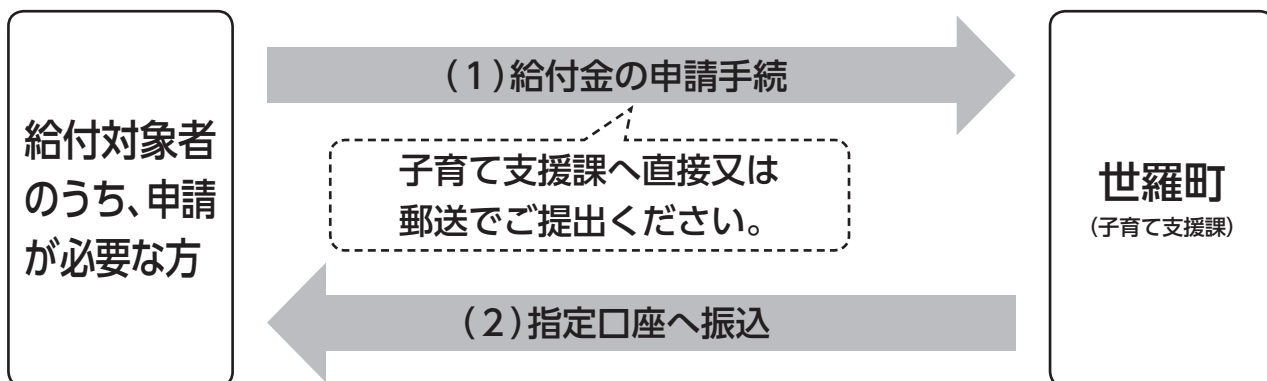 給付対象者
のうち、申請
が必要な方
(1)給付金の申請手続
子育て支援課へ直接又は
郵送でご提出ください。
(2)指定口座へ振込
世羅町
(子育て支援課)